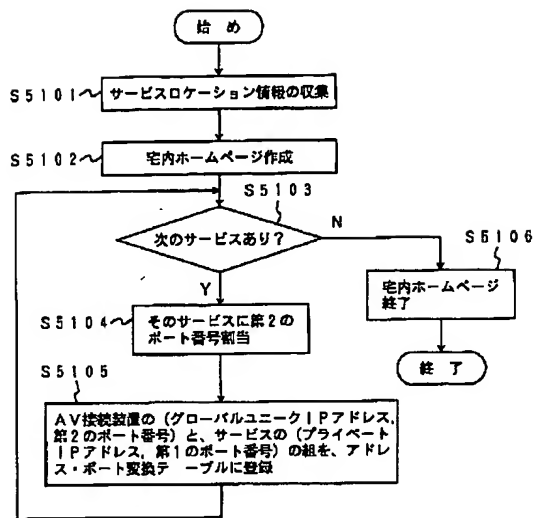 始 め
S5101
サービスロケーション情報の収集
S5102
宅内ホームページ作成
S5103
次のサービスあり?
N
Y
S5106
宅内ホームページ
終了
終 了
S5104
そのサービスに第2の
ポート番号割当
S5105
AV接続装置の(グローバルユニークIPアドレス,
第2のポート番号)と、サービスの(プライベート
IPアドレス, 第1のポート番号)の組を、アドレ
ス・ポート変換テーブルに登録